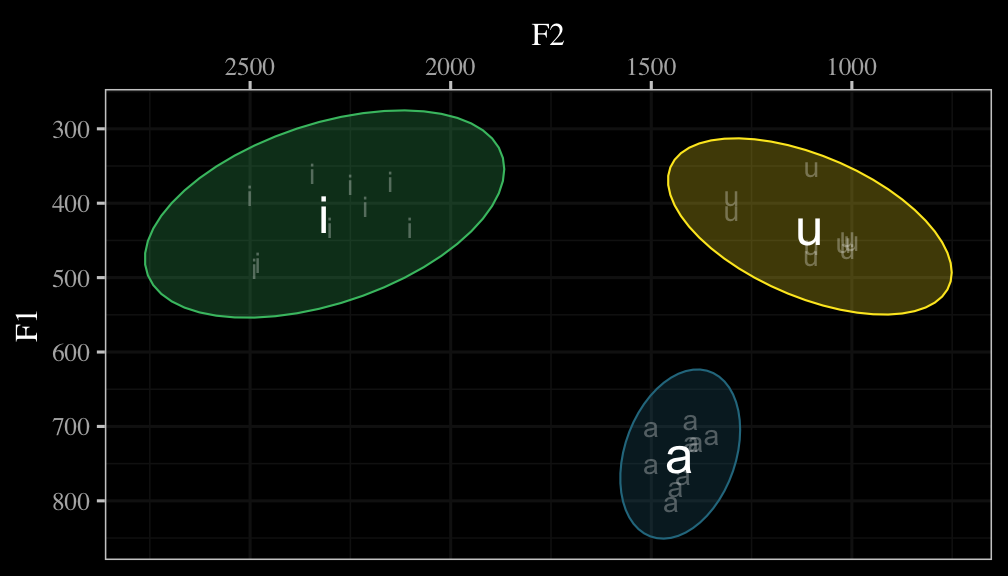 F2
2500 2000 1500 1000
300
i i i i u
400 i i i u u
i i u
u u u u
500 i i u u
F1
600
700 a a a
a a
a a a
a
800 a a